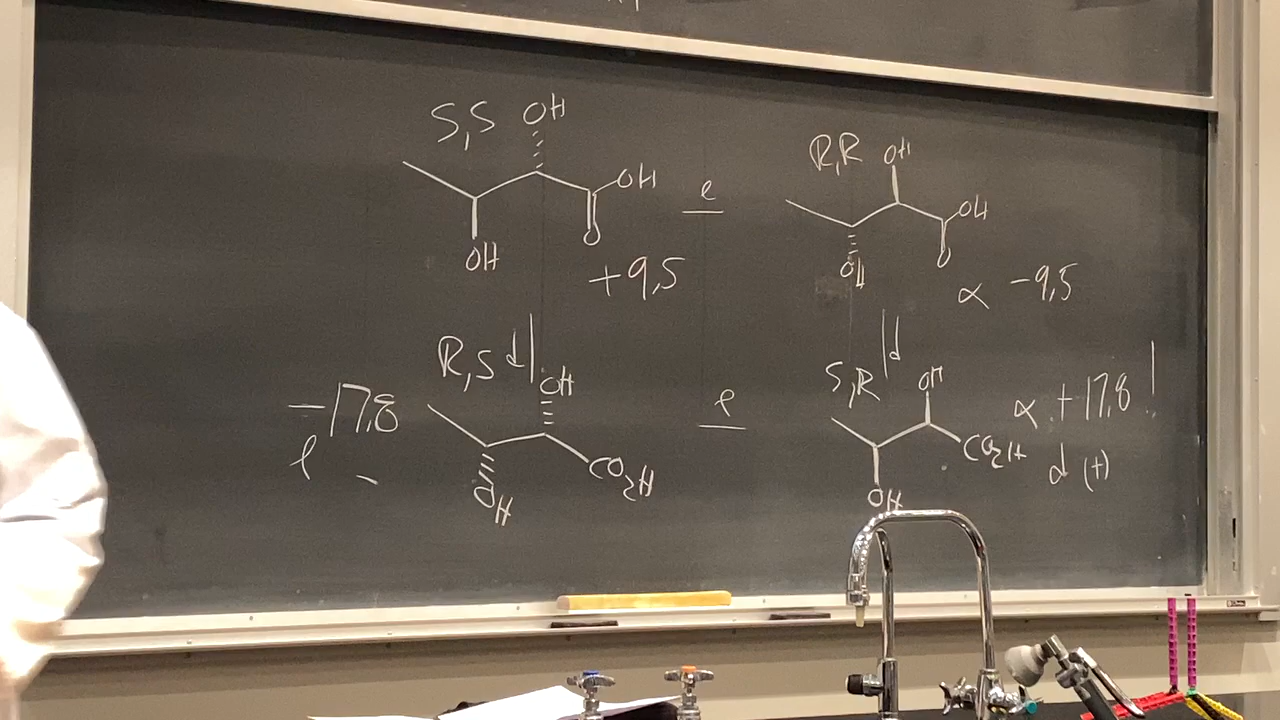 S,S OH
OH
O
OH
+9,5
e
R,R OH
OH
O
OH
α -9,5
d
d
R,S OH
-17,8
l -
CO2H
OH
e
S,R OH
CO2H
OH
α +17,8 !
d (+)